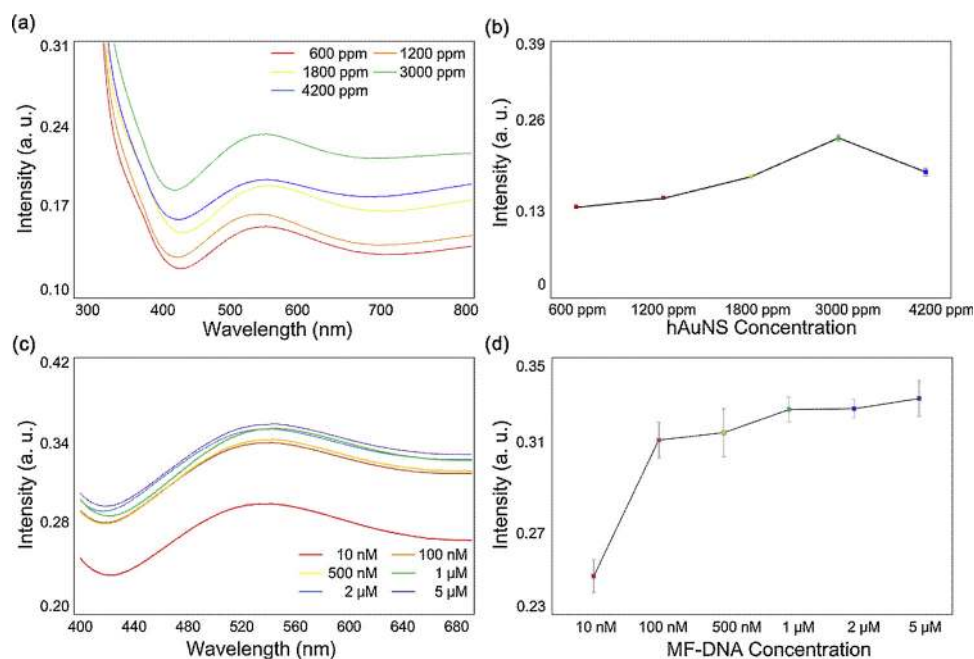 (a)
0.31
0.24
0.17
0.10
Intensity (a. u.)
600 ppm 1200 ppm
1800 ppm 3000 ppm
4200 ppm
300 400 500 600 700 800
Wavelength (nm)
(b)
0.39
0.26
0.13
0
Intensity (a. u.)
600 ppm 1200 ppm 1800 ppm 3000 ppm 4200 ppm
hAuNS Concentration
(c)
0.42
0.34
0.28
0.20
Intensity (a. u.)
10 nM 100 nM
500 nM 1 µM
2 µM 5 µM
400 440 480 520 560 600 640 680
Wavelength (nm)
(d)
0.35
0.31
0.27
0.23
Intensity (a. u.)
10 nM 100 nM 500 nM 1 µM 2 µM 5 µM
MF-DNA Concentration